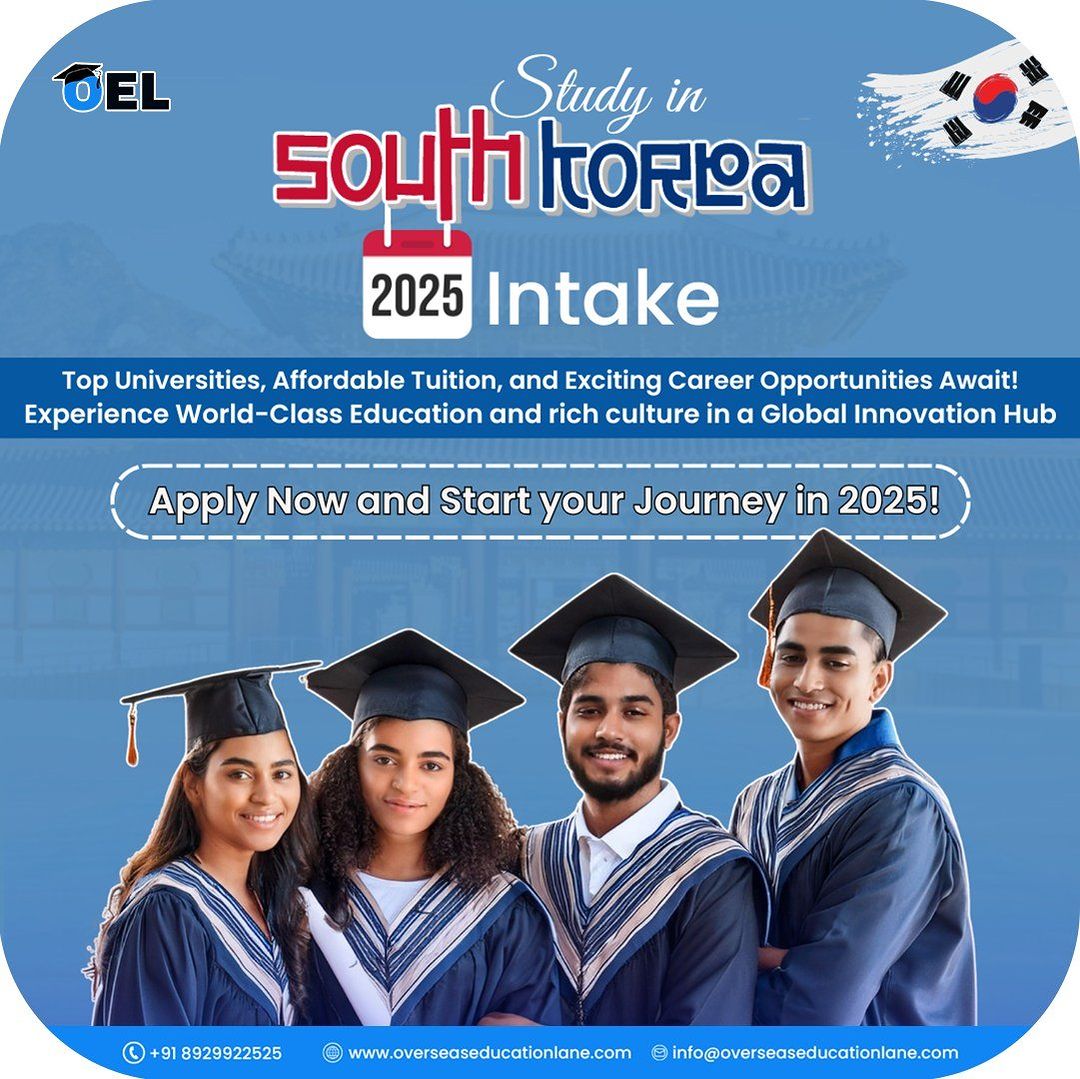 OEL
Study in
South Korea
2025 Intake
Top Universities, Affordable Tuition, and Exciting Career Opportunities Await!
Experience World-Class Education and rich culture in a Global Innovation Hub
Apply Now and Start your Journey in 2025!
+91 8929922525 www.overseaseducationlane.com info@overseaseducationlane.com